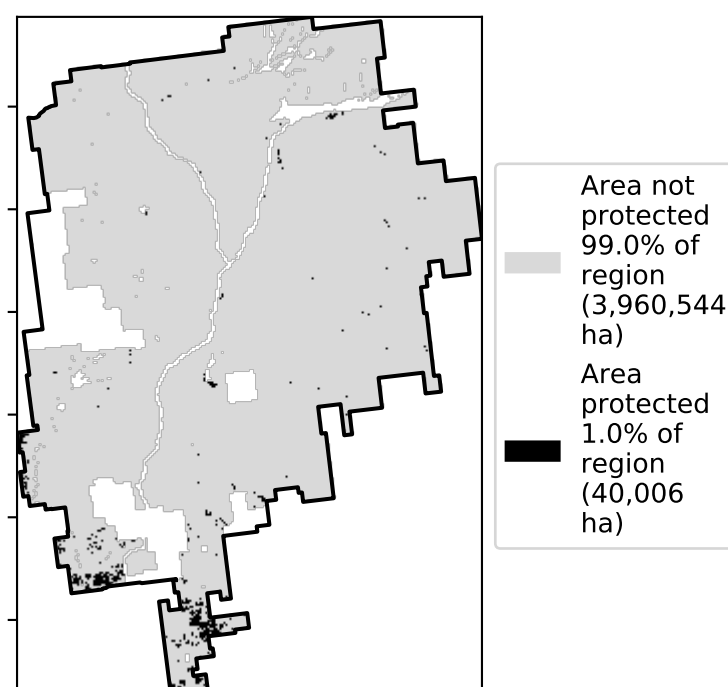 Area not
protected
99.0% of
region
(3,960,544
ha)
Area
protected
1.0% of
region
(40,006
ha)